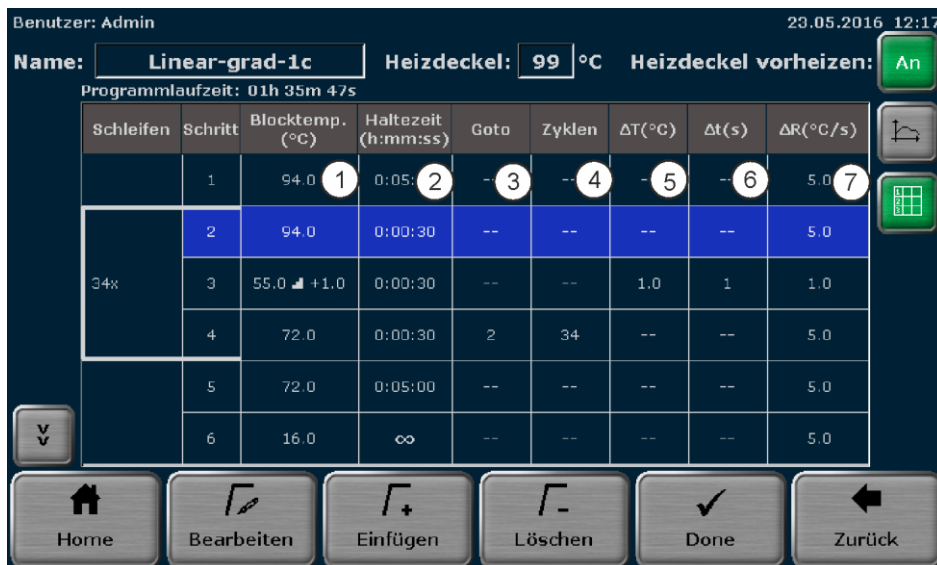 Benutzer: Admin 23.05.2016 12:17
Name: Linear-grad-1c Heizdeckel: 99 °C Heizdeckel vorheizen: An
Programmlaufzeit: 01h 35m 47s
Schleifen Schritt Blocktemp. (°C) Haltezeit (h:mm:ss) Goto Zyklen ΔT(°C) Δt(s) ΔR(°C/s)
1 94.0 1 0:05: 2 -- 3 -- 4 - 5 -- 6 5.0 7
2 94.0 0:00:30 -- -- -- -- 5.0
34x 3 55.0 +1.0 0:00:30 -- -- 1.0 1 1.0
4 72.0 0:00:30 2 34 -- -- 5.0
5 72.0 0:05:00 -- -- -- -- 5.0
6 16.0 ∞ -- -- -- -- 5.0
Home Bearbeiten Einfügen Löschen Done Zurück